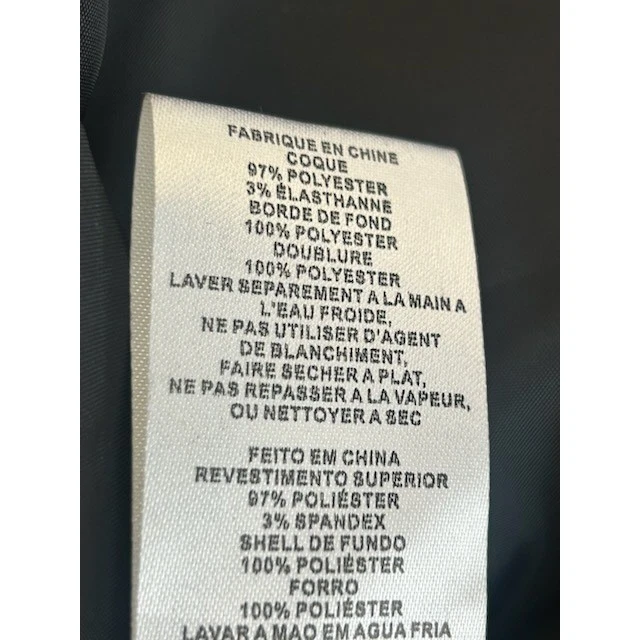 FABRIQUE EN CHINE
COQUE
97% POLYESTER
3% ÉLASTHANNE
BORDE DE FOND
100% POLYESTER
DOUBLURE
100% POLYESTER
LAVER SEPAREMENT A LA MAIN A
L'EAU FROIDE,
NE PAS UTILISER D'AGENT
DE BLANCHIMENT,
FAIRE SECHER A PLAT,
NE PAS REPASSER A LA VAPEUR,
OU NETTOYER A SEC
FEITO EM CHINA
REVESTIMENTO SUPERIOR
97% POLIÉSTER
3% SPANDEX
SHELL DE FUNDO
100% POLIÉSTER
FORRO
100% POLIÉSTER
LAVAR A MAO EM AGUA FRIA